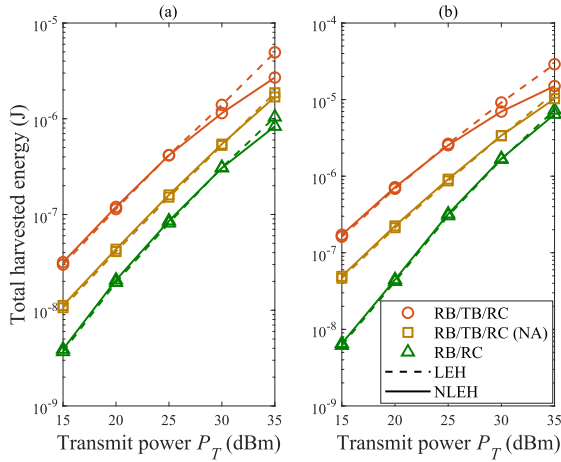 (a)
Total harvested energy (J)
10^-5
10^-6
10^-7
10^-8
10^-9
15 20 25 30 35
Transmit power P_T (dBm)
(b)
10^-4
10^-5
10^-6
10^-7
10^-8
10^-9
RB/TB/RC
RB/TB/RC (NA)
RB/RC
LEH
NLEH
15 20 25 30 35
Transmit power P_T (dBm)